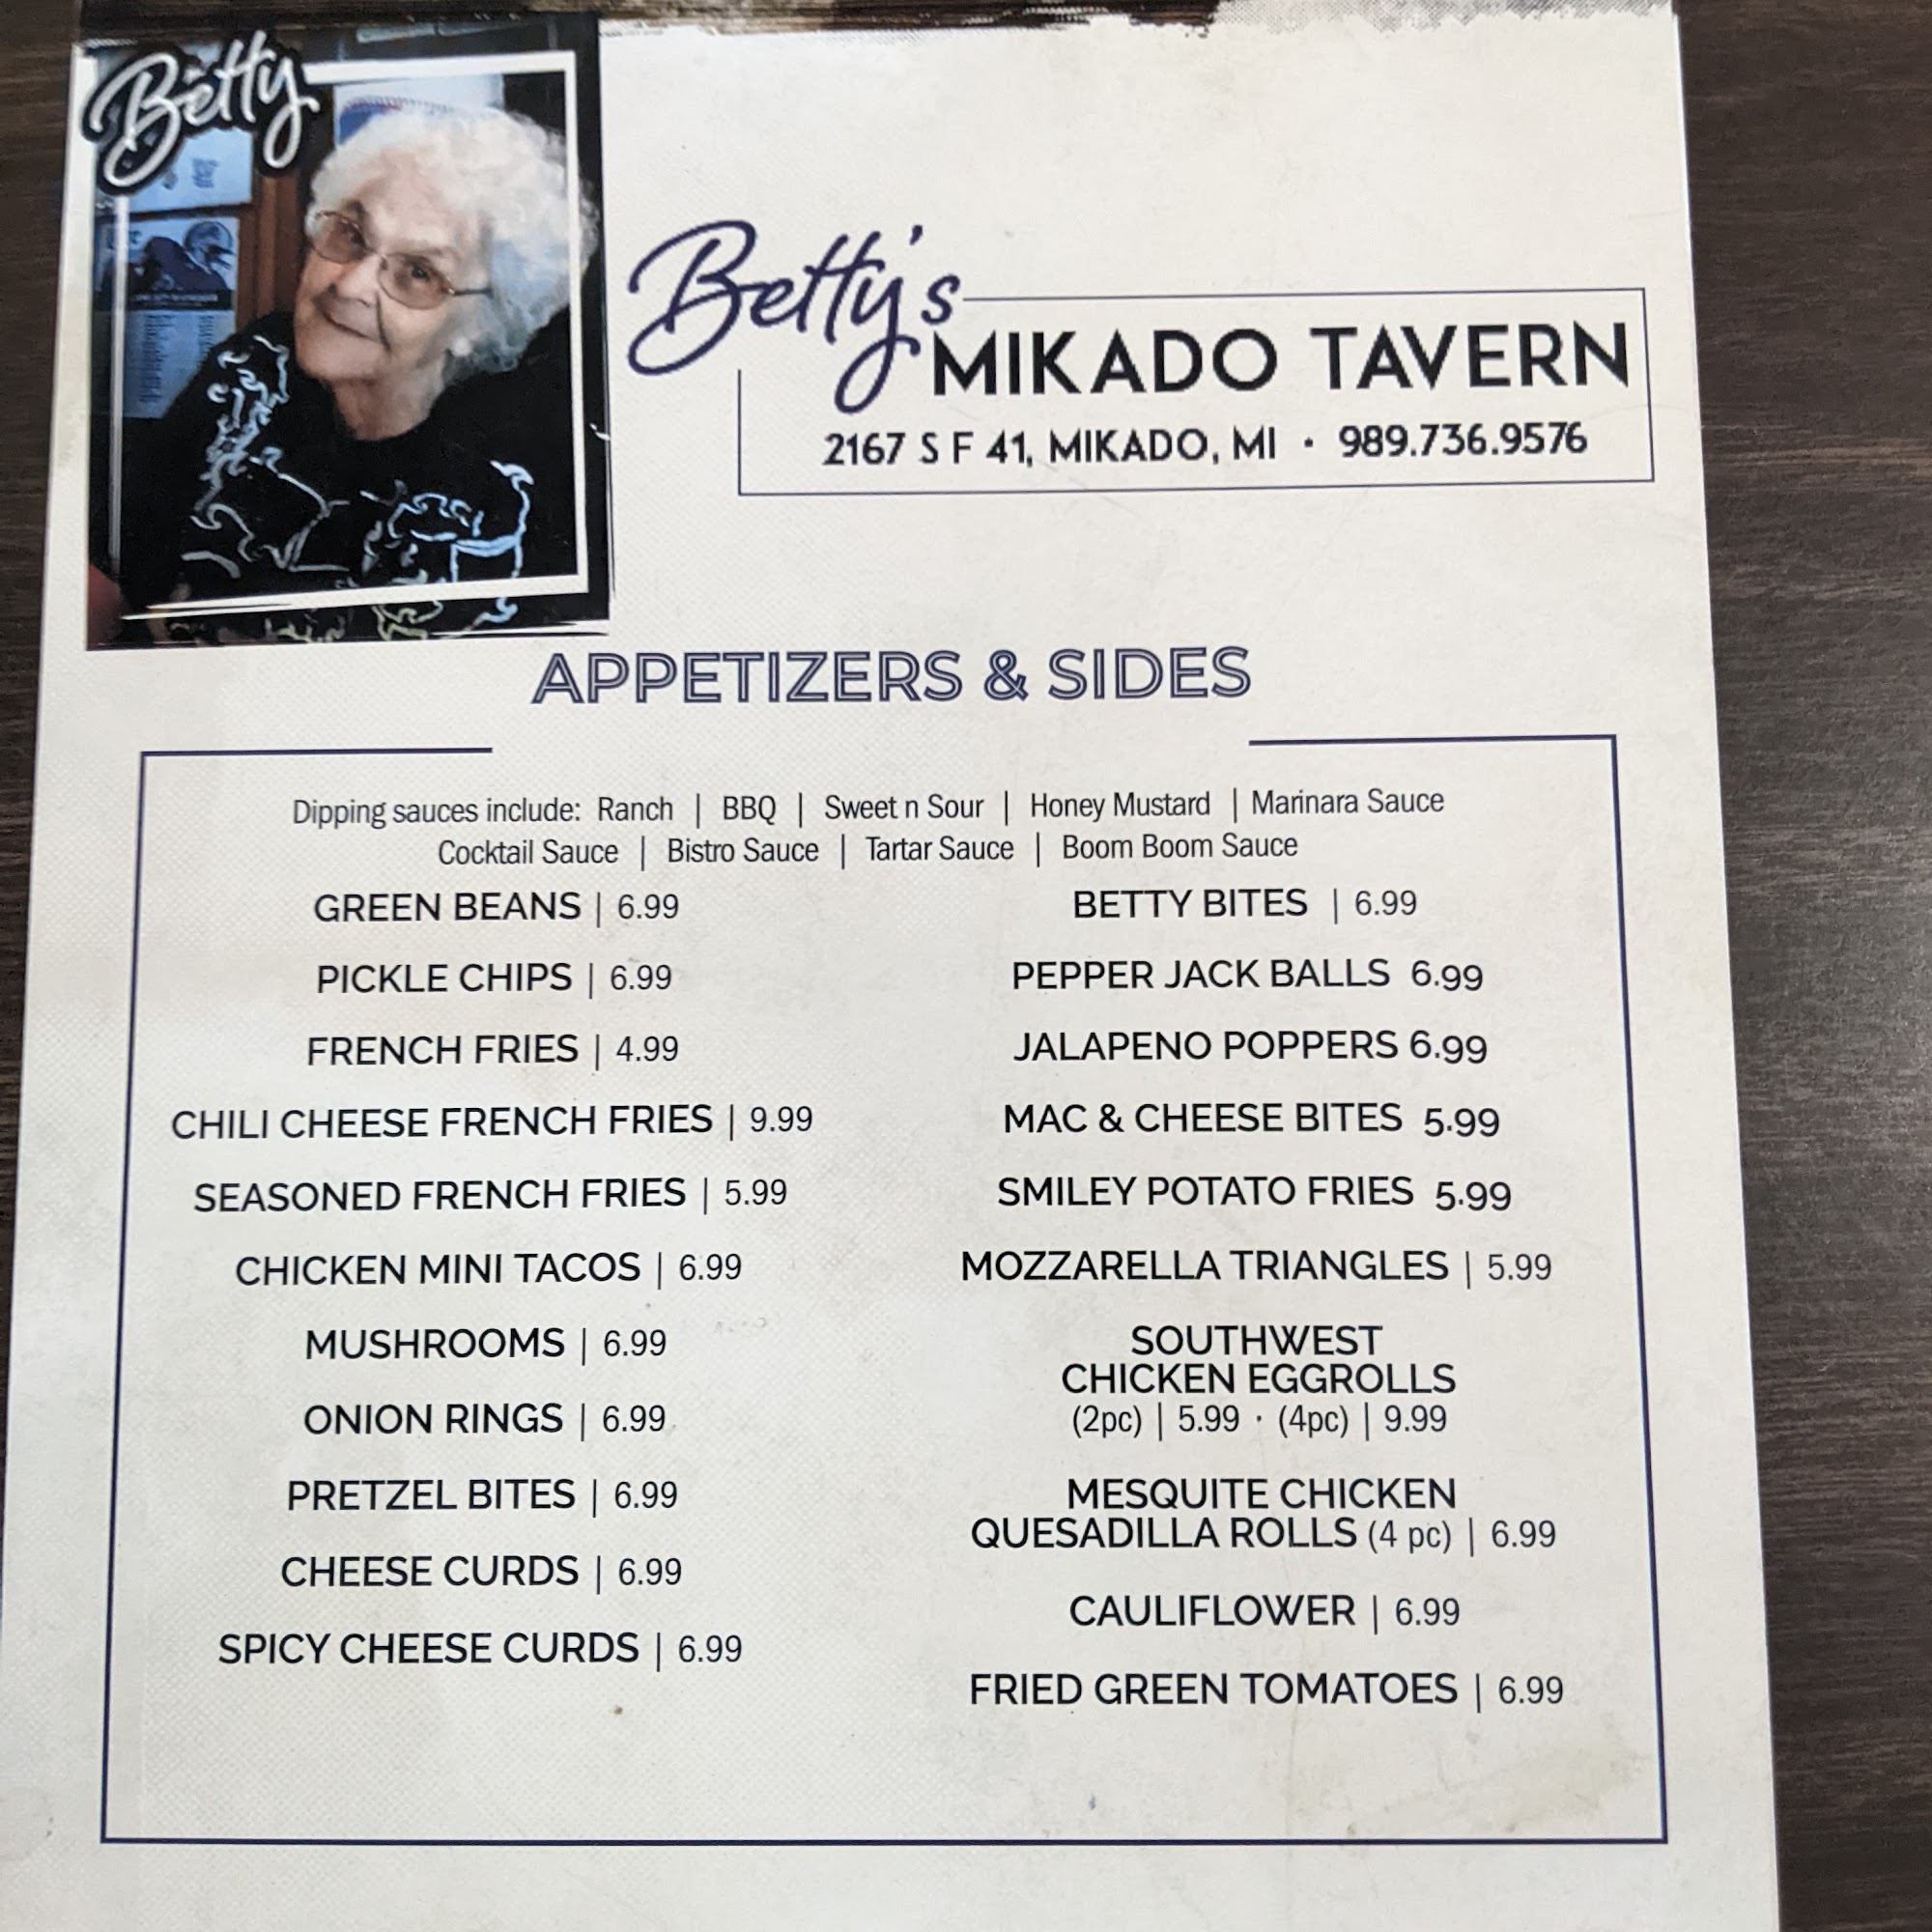 Betty
Betty's
MIKADO TAVERN
2167 S F 41, MIKADO, MI • 989.736.9576
APPETIZERS & SIDES
Dipping sauces include: Ranch | BBQ | Sweet n Sour | Honey Mustard | Marinara Sauce
Cocktail Sauce | Bistro Sauce | Tartar Sauce | Boom Boom Sauce
GREEN BEANS | 6.99
PICKLE CHIPS | 6.99
FRENCH FRIES | 4.99
CHILI CHEESE FRENCH FRIES | 9.99
SEASONED FRENCH FRIES | 5.99
CHICKEN MINI TACOS | 6.99
MUSHROOMS | 6.99
ONION RINGS | 6.99
PRETZEL BITES | 6.99
CHEESE CURDS | 6.99
SPICY CHEESE CURDS | 6.99
BETTY BITES | 6.99
PEPPER JACK BALLS 6.99
JALAPENO POPPERS 6.99
MAC & CHEESE BITES 5.99
SMILEY POTATO FRIES 5.99
MOZZARELLA TRIANGLES | 5.99
SOUTHWEST
CHICKEN EGGROLLS
(2pc) | 5.99 · (4pc) | 9.99
MESQUITE CHICKEN
QUESADILLA ROLLS (4 pc) | 6.99
CAULIFLOWER | 6.99
FRIED GREEN TOMATOES | 6.99